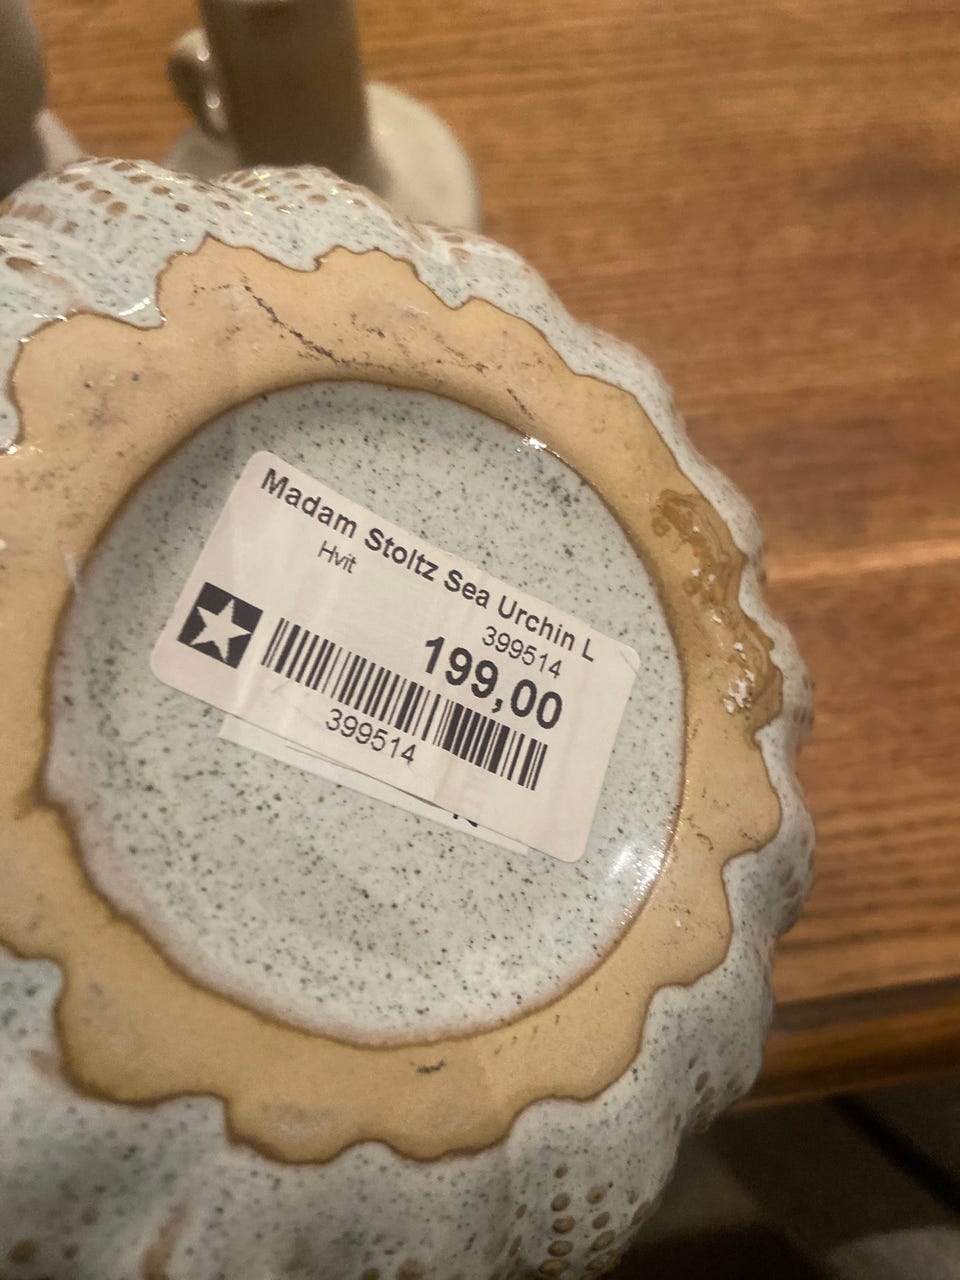 Madam Stoltz Sea Urchin L
Hvit
399514
199,00
399514